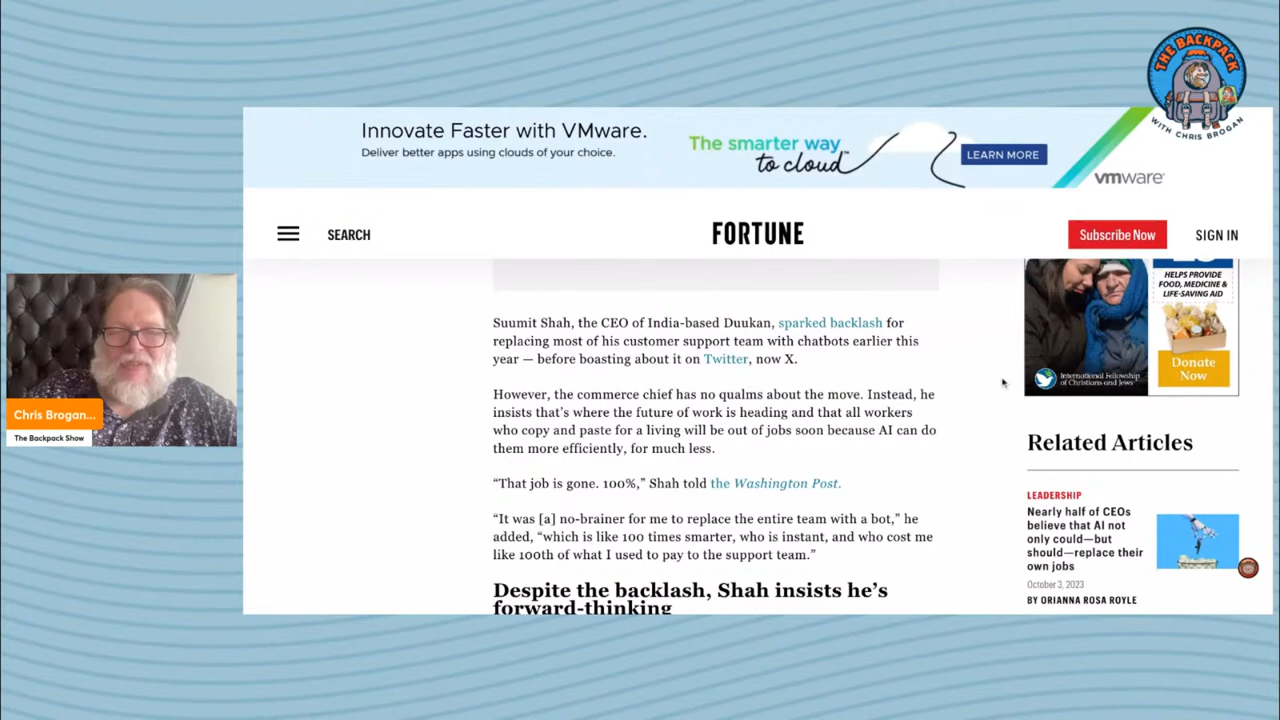 THE BACKPACK
WITH CHRIS BROGAN
Innovate Faster with VMware.
Deliver better apps using clouds of your choice.
The smarter way
to cloud™
LEARN MORE
vmware®
SEARCH
FORTUNE
Subscribe Now
SIGN IN
HELPS PROVIDE
FOOD, MEDICINE &
LIFE-SAVING AID
Donate
Now
International Fellowship
of Christians and Jews®
Suumit Shah, the CEO of India-based Duukan, sparked backlash for
replacing most of his customer support team with chatbots earlier this
year — before boasting about it on Twitter, now X.
However, the commerce chief has no qualms about the move. Instead, he
insists that’s where the future of work is heading and that all workers
who copy and paste for a living will be out of jobs soon because AI can do
them more efficiently, for much less.
“That job is gone. 100%,” Shah told the Washington Post.
“It was [a] no-brainer for me to replace the entire team with a bot,” he
added, “which is like 100 times smarter, who is instant, and who cost me
like 100th of what I used to pay to the support team.”
Despite the backlash, Shah insists he’s
forward-thinking
Related Articles
LEADERSHIP
Nearly half of CEOs
believe that AI not
only could—but
should—replace their
own jobs
October 3, 2023
BY ORIANNA ROSA ROYLE
Chris Brogan...
The Backpack Show